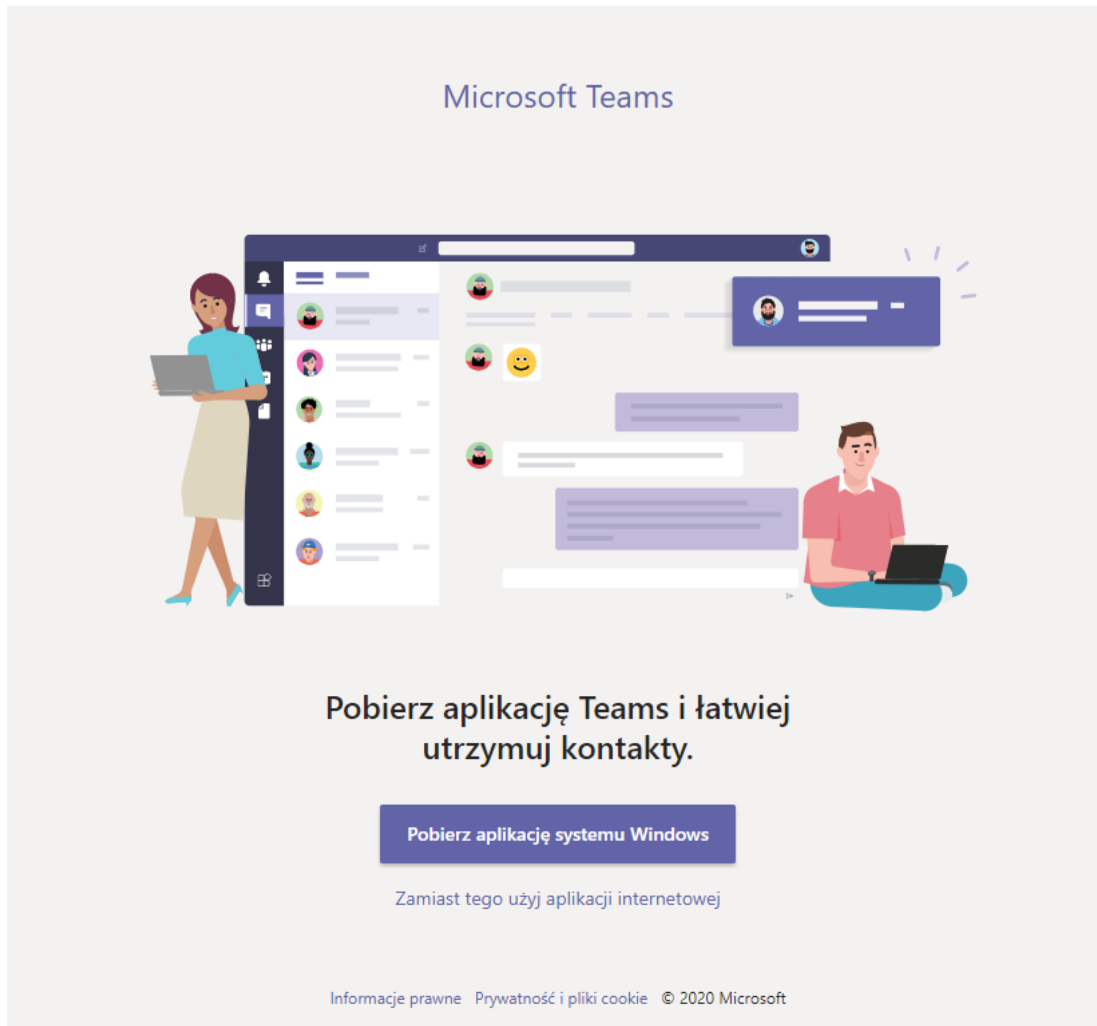 Microsoft Teams
Pobierz aplikację Teams i łatwiej
utrzymuj kontakty.
Pobierz aplikację systemu Windows
Zamiast tego użyj aplikacji internetowej
Informacje prawne Prywatność i pliki cookie © 2020 Microsoft